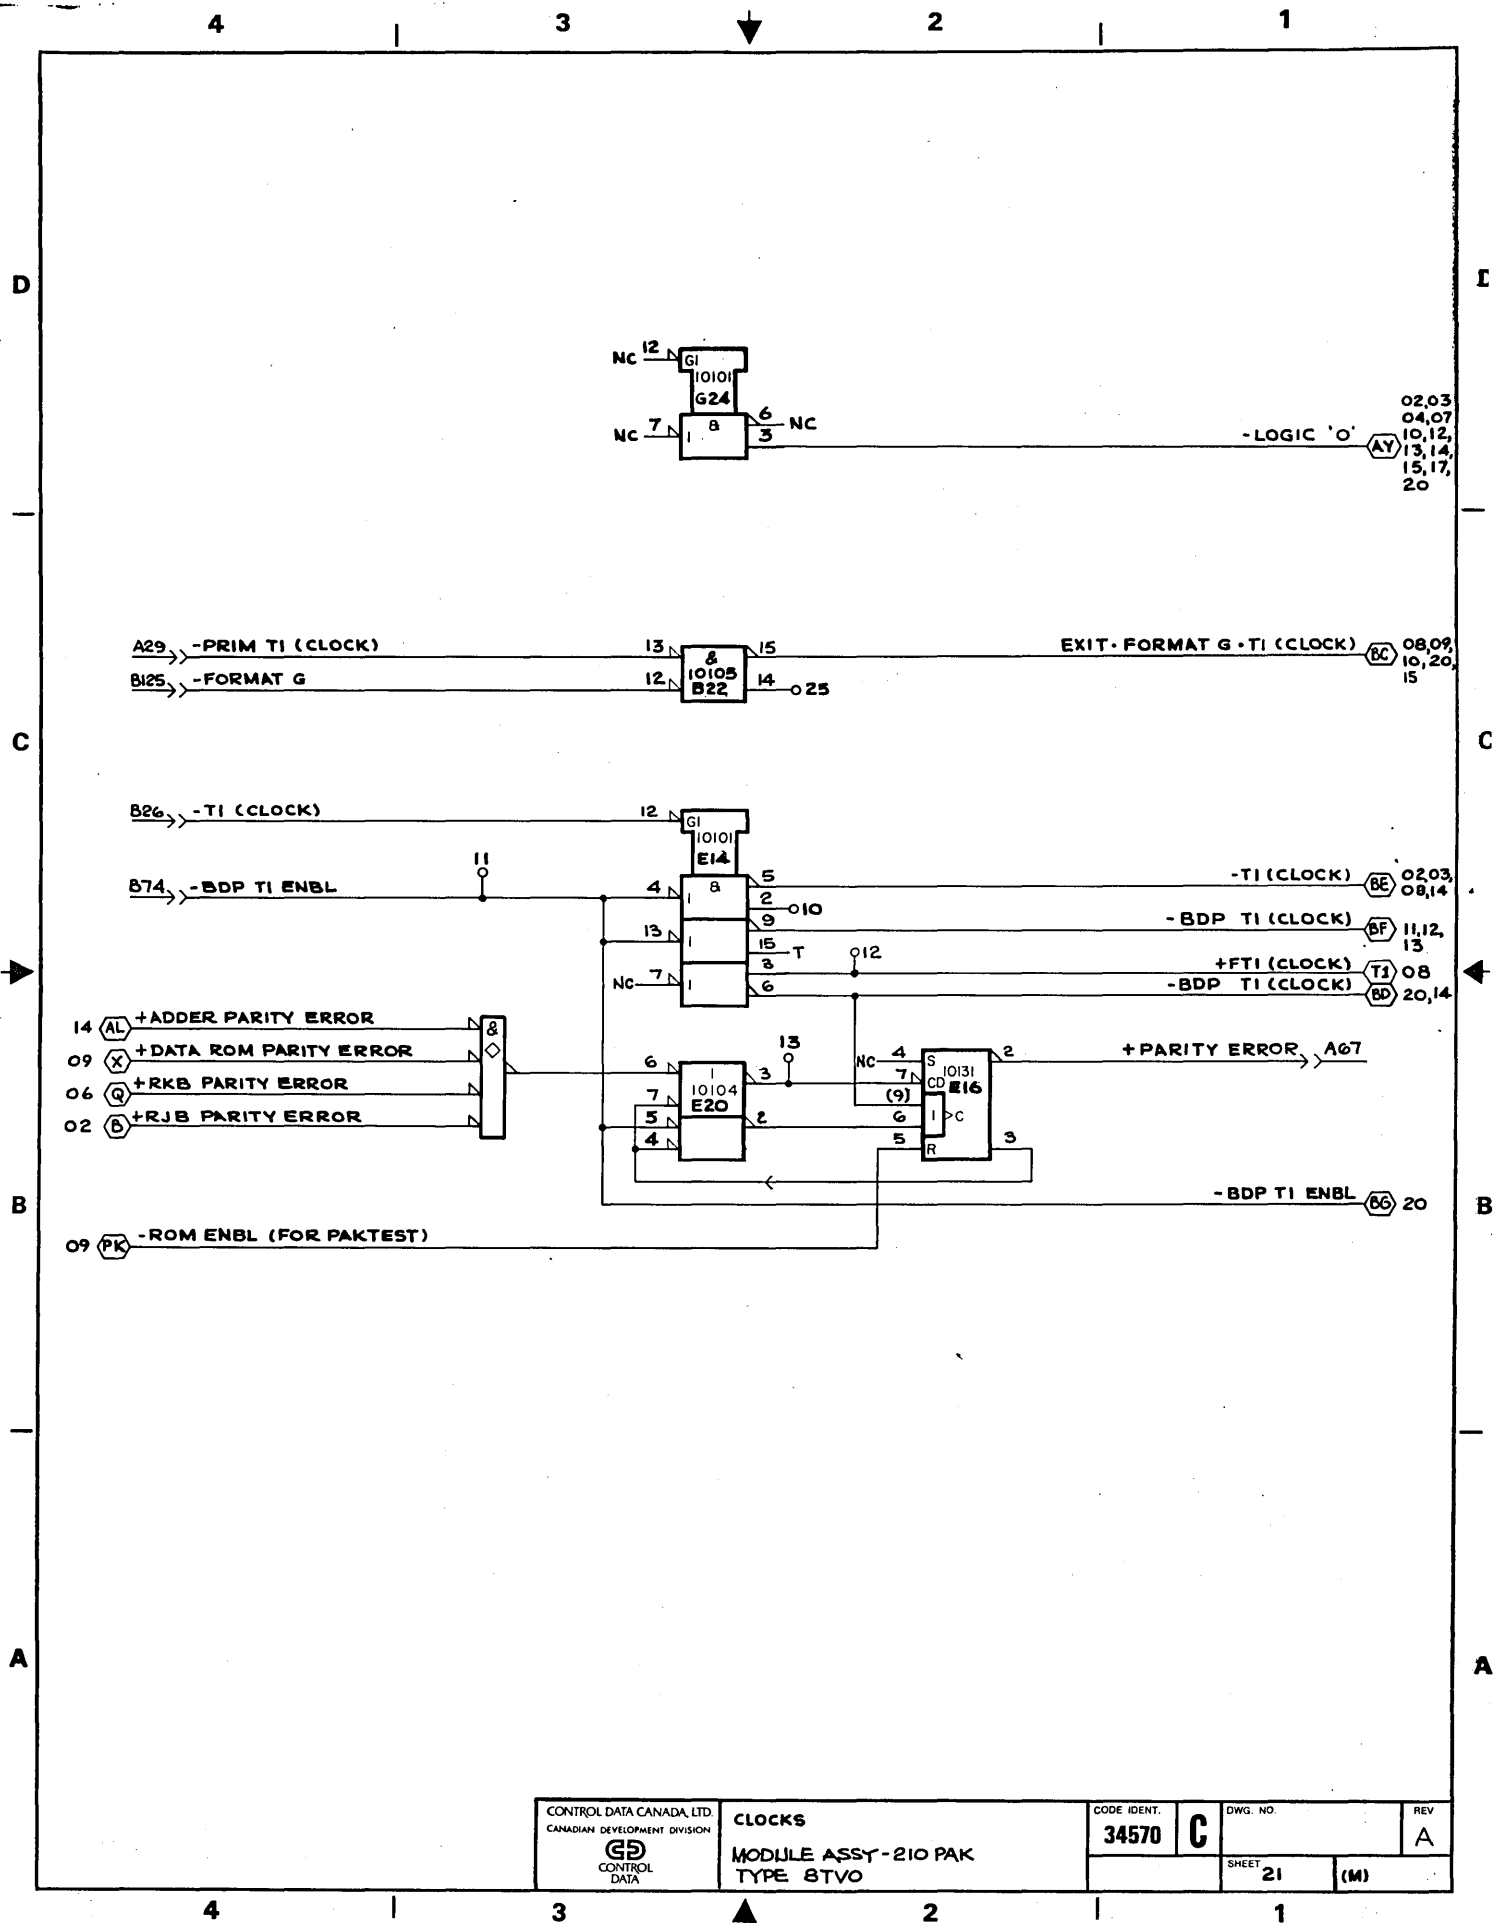 4 3 2 1
D D
NC 12 G1
10101
G24
NC 7 1 & 6 NC
3 -LOGIC 'O' AY
02,03
04,07
10,12,
13,14,
15,17,
20
A29 -PRIM T1 (CLOCK) 13 & 15 EXIT·FORMAT G·T1 (CLOCK) BC 08,09,
10,20,
15
10105
B125 -FORMAT G 12 B22 14 25
C C
B26 -T1 (CLOCK) 12 G1
10101
E14
11
B74 -BDP T1 ENBL 4 1 & 5 -T1 (CLOCK) BE 02,03,
08,14
2 10
13 1 9 -BDP T1 (CLOCK) BF 11,12,
13
15 T 12
NC 7 1 3 +FT1 (CLOCK) T1 08
6 -BDP T1 (CLOCK) BD 20,14
14 AL +ADDER PARITY ERROR &
09 X +DATA ROM PARITY ERROR
06 Q +RKB PARITY ERROR
02 B +RJB PARITY ERROR
6 1 3 13
10104
7 E20
5 2
4
NC 4 S 2 +PARITY ERROR A67
10131
7 CD E16
(9)
6 1 C
5 R 3
-BDP T1 ENBL BG 20
B B
09 PK -ROM ENBL (FOR PAKTEST)
A A
CONTROL DATA CANADA, LTD.
CANADIAN DEVELOPMENT DIVISION
CONTROL
DATA
CLOCKS
MODULE ASSY-210 PAK
TYPE 8TVO
CODE IDENT.
34570
C
DWG. NO.
REV
A
SHEET 21
(M)
4 3 2 1